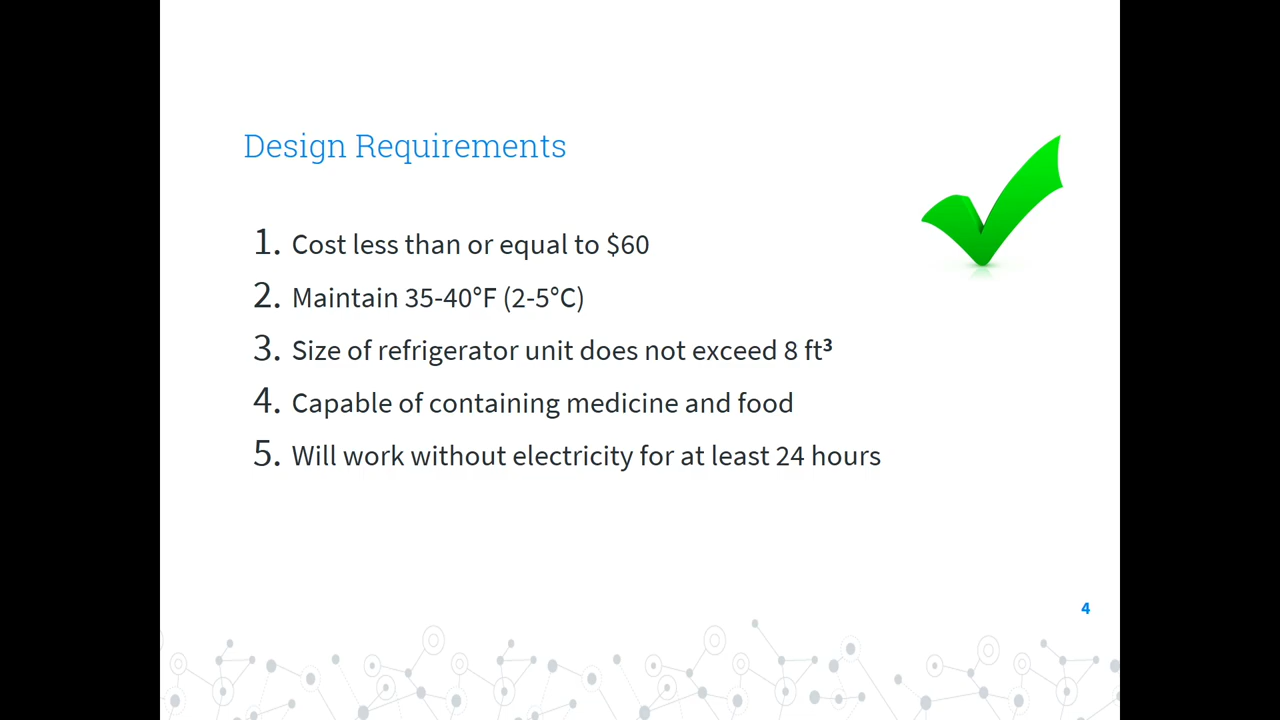 Design Requirements
1. Cost less than or equal to $60
2. Maintain 35-40°F (2-5°C)
3. Size of refrigerator unit does not exceed 8 ft³
4. Capable of containing medicine and food
5. Will work without electricity for at least 24 hours
4